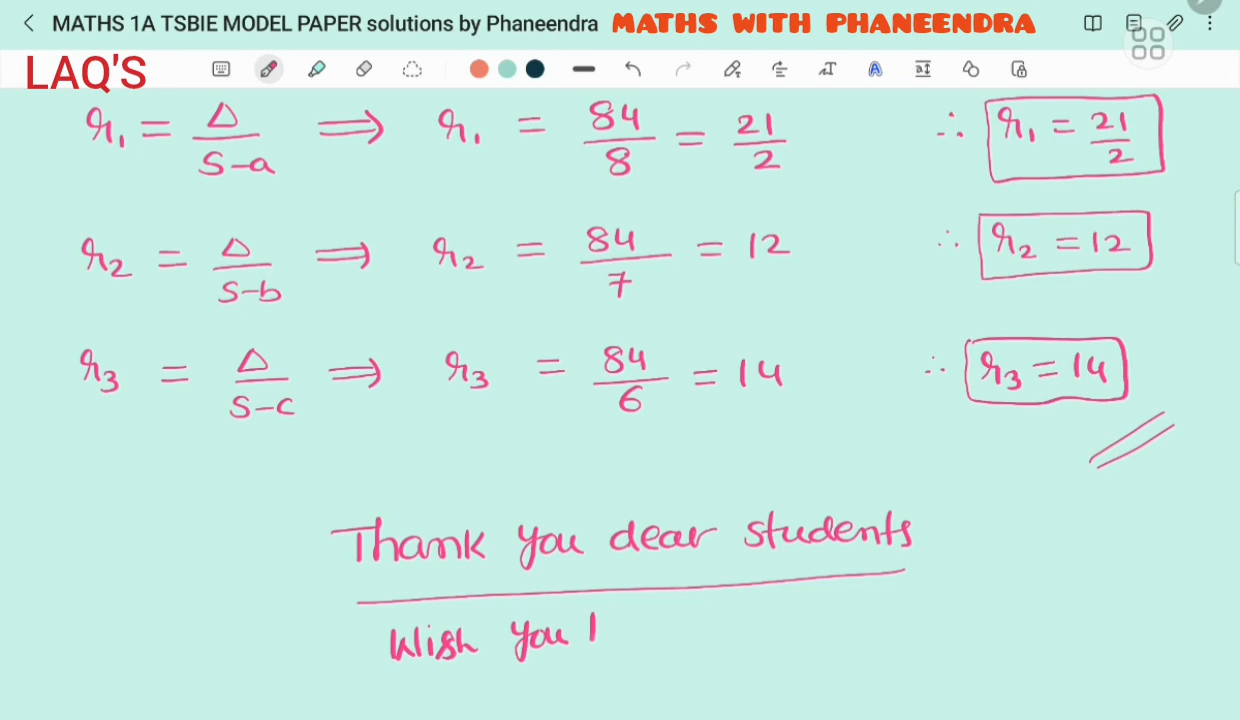 MATHS 1A TSBIE MODEL PAPER solutions by Phaneendra MATHS WITH PHANEENDRA
LAQ'S
r₁ = Δ/(S-a) ⟹ r₁ = 84/8 = 21/2 ∴ r₁ = 21/2
r₂ = Δ/(S-b) ⟹ r₂ = 84/7 = 12 ∴ r₂ = 12
r₃ = Δ/(S-c) ⟹ r₃ = 84/6 = 14 ∴ r₃ = 14
Thank you dear students
Wish you